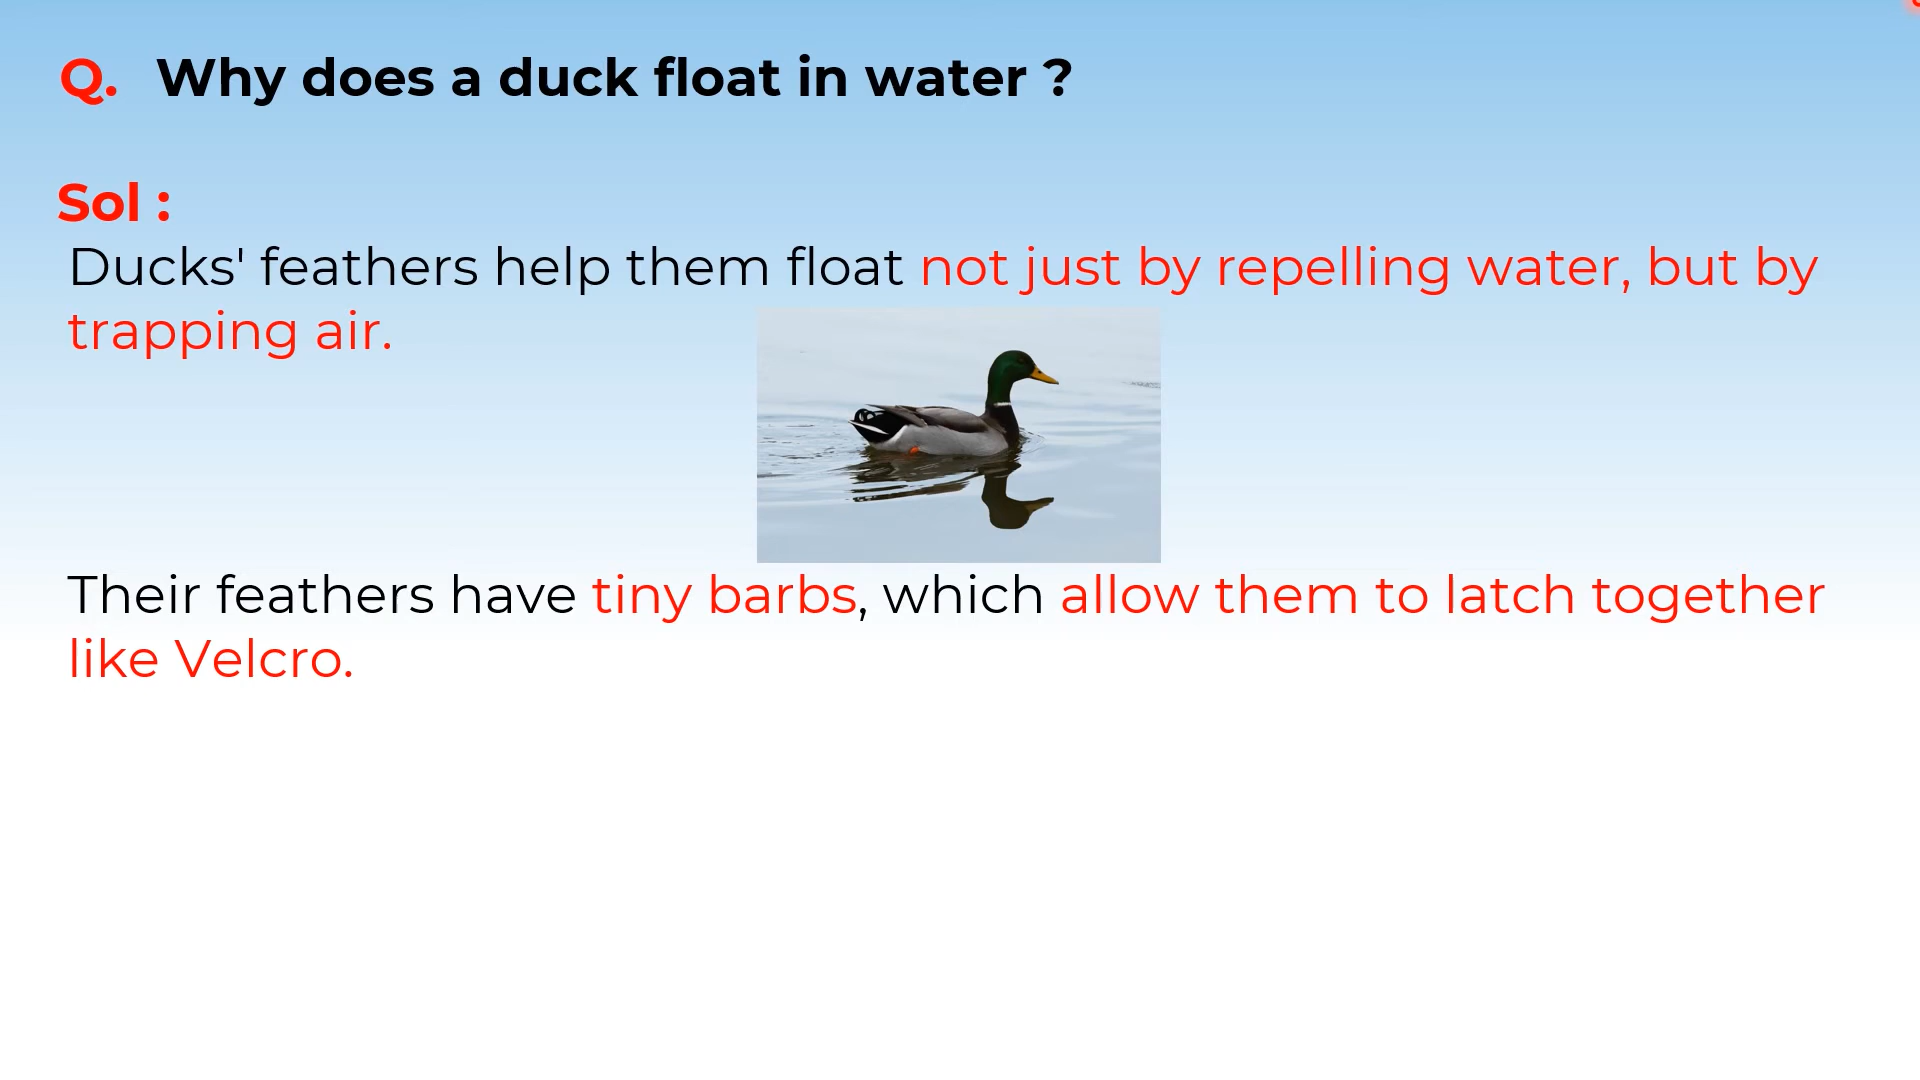 Q. Why does a duck float in water ?
Sol :
Ducks' feathers help them float not just by repelling water, but by
trapping air.
Their feathers have tiny barbs, which allow them to latch together
like Velcro.